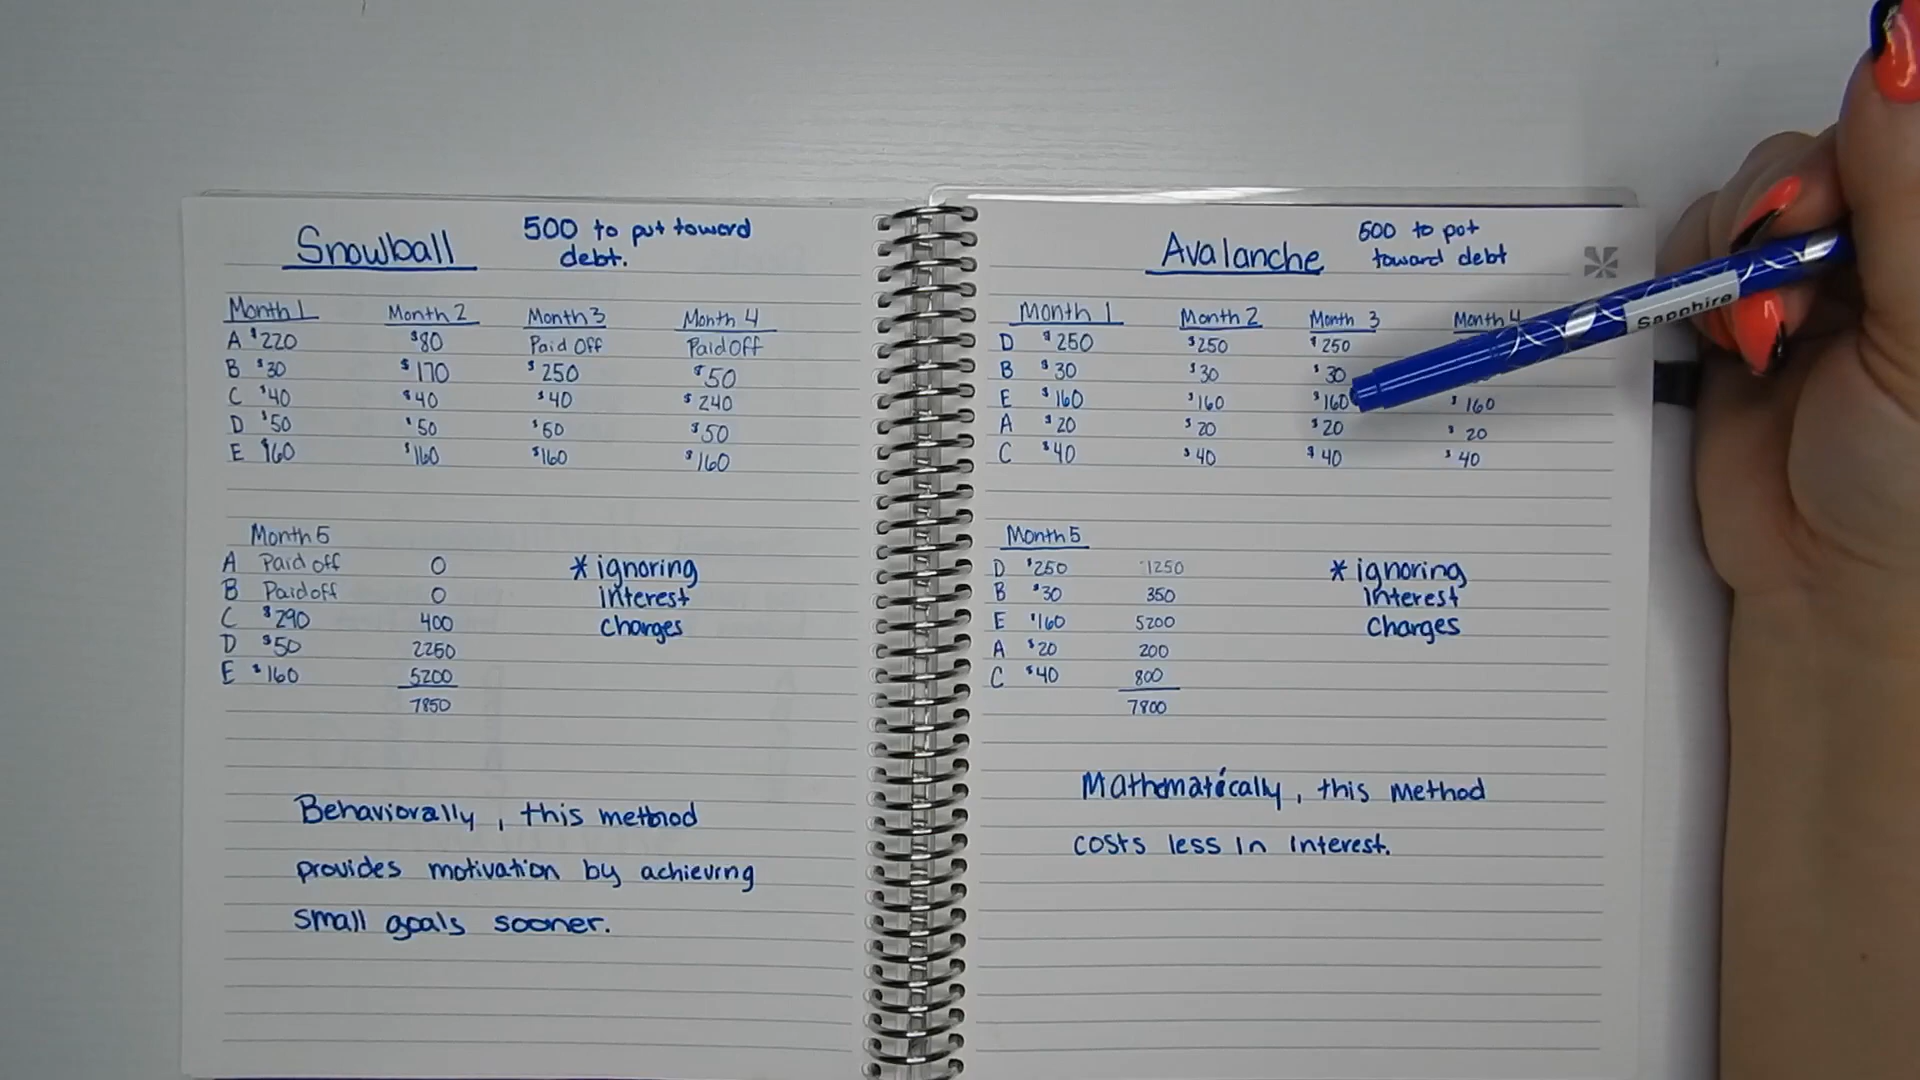 Snowball 500 to put toward
debt.
Month 1 Month 2 Month 3 Month 4
A $220 $80 Paid Off Paid Off
B $30 $170 $250 $50
C $40 $40 $40 $240
D $50 $50 $50 $50
E $160 $160 $160 $160
Month 5
A Paid off 0
B Paid off 0
C $290 400
D $50 2250
E $160 5200
7850
* ignoring
interest
charges
Behaviorally, this method
provides motivation by achieving
small goals sooner.
Avalanche 500 to put
toward debt
Month 1 Month 2 Month 3 Month 4
D $250 $250 $250
B $30 $30 $30
E $160 $160 $160 $160
A $20 $20 $20 $20
C $40 $40 $40 $40
Month 5
D $250 1250
B $30 350
E $160 5200
A $20 200
C $40 800
7800
* ignoring
interest
charges
Mathematically, this method
costs less in interest.
Sapphire